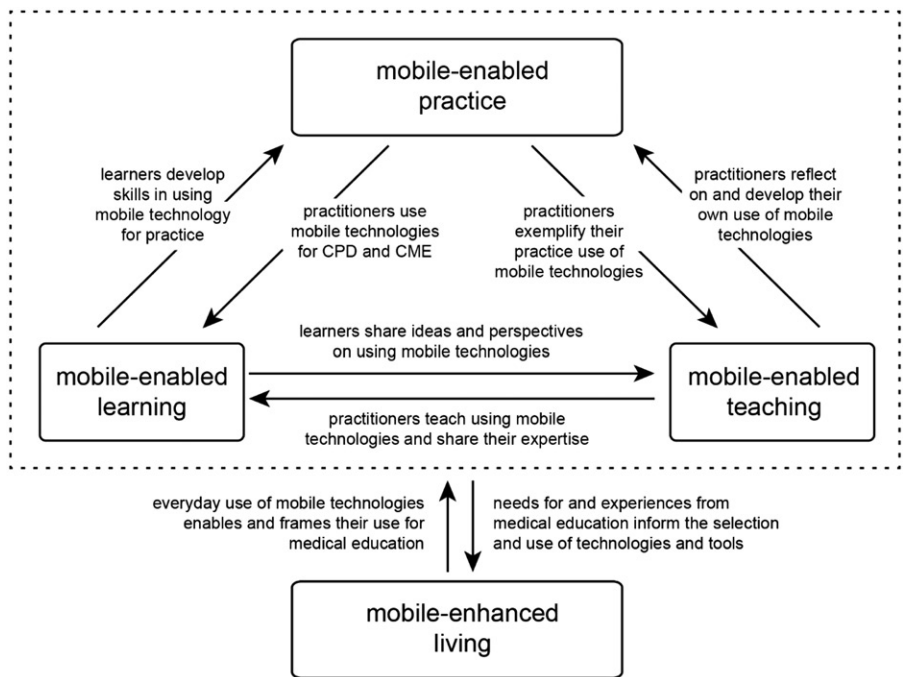 mobile-enabled
practice
learners develop
skills in using
mobile technology
for practice
practitioners use
mobile technologies
for CPD and CME
practitioners
exemplify their
practice use of
mobile technologies
practitioners reflect
on and develop their
own use of mobile
technologies
mobile-enabled
learning
learners share ideas and perspectives
on using mobile technologies
practitioners teach using mobile
technologies and share their expertise
mobile-enabled
teaching
everyday use of mobile technologies
enables and frames their use for
medical education
needs for and experiences from
medical education inform the selection
and use of technologies and tools
mobile-enhanced
living